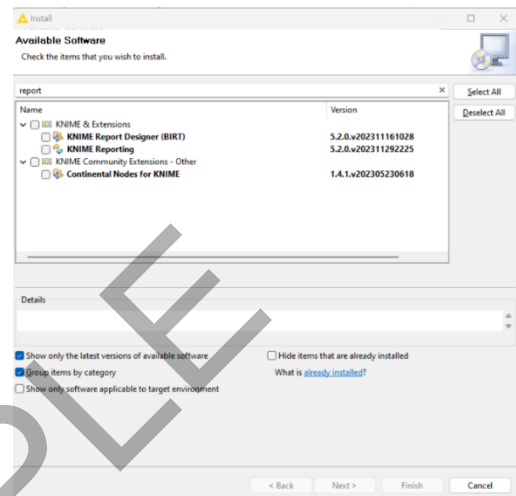 Install
Available Software
Check the items that you wish to install.
report
Select All
Deselect All
Name Version
KNIME & Extensions
KNIME Report Designer (BIRT) 5.2.0.v202311161028
KNIME Reporting 5.2.0.v202311292225
KNIME Community Extensions - Other
Continental Nodes for KNIME 1.4.1.v202305230618
Details
Show only the latest versions of available software Hide items that are already installed
Group items by category What is already installed?
Show only software applicable to target environment
< Back Next > Finish Cancel
PLE